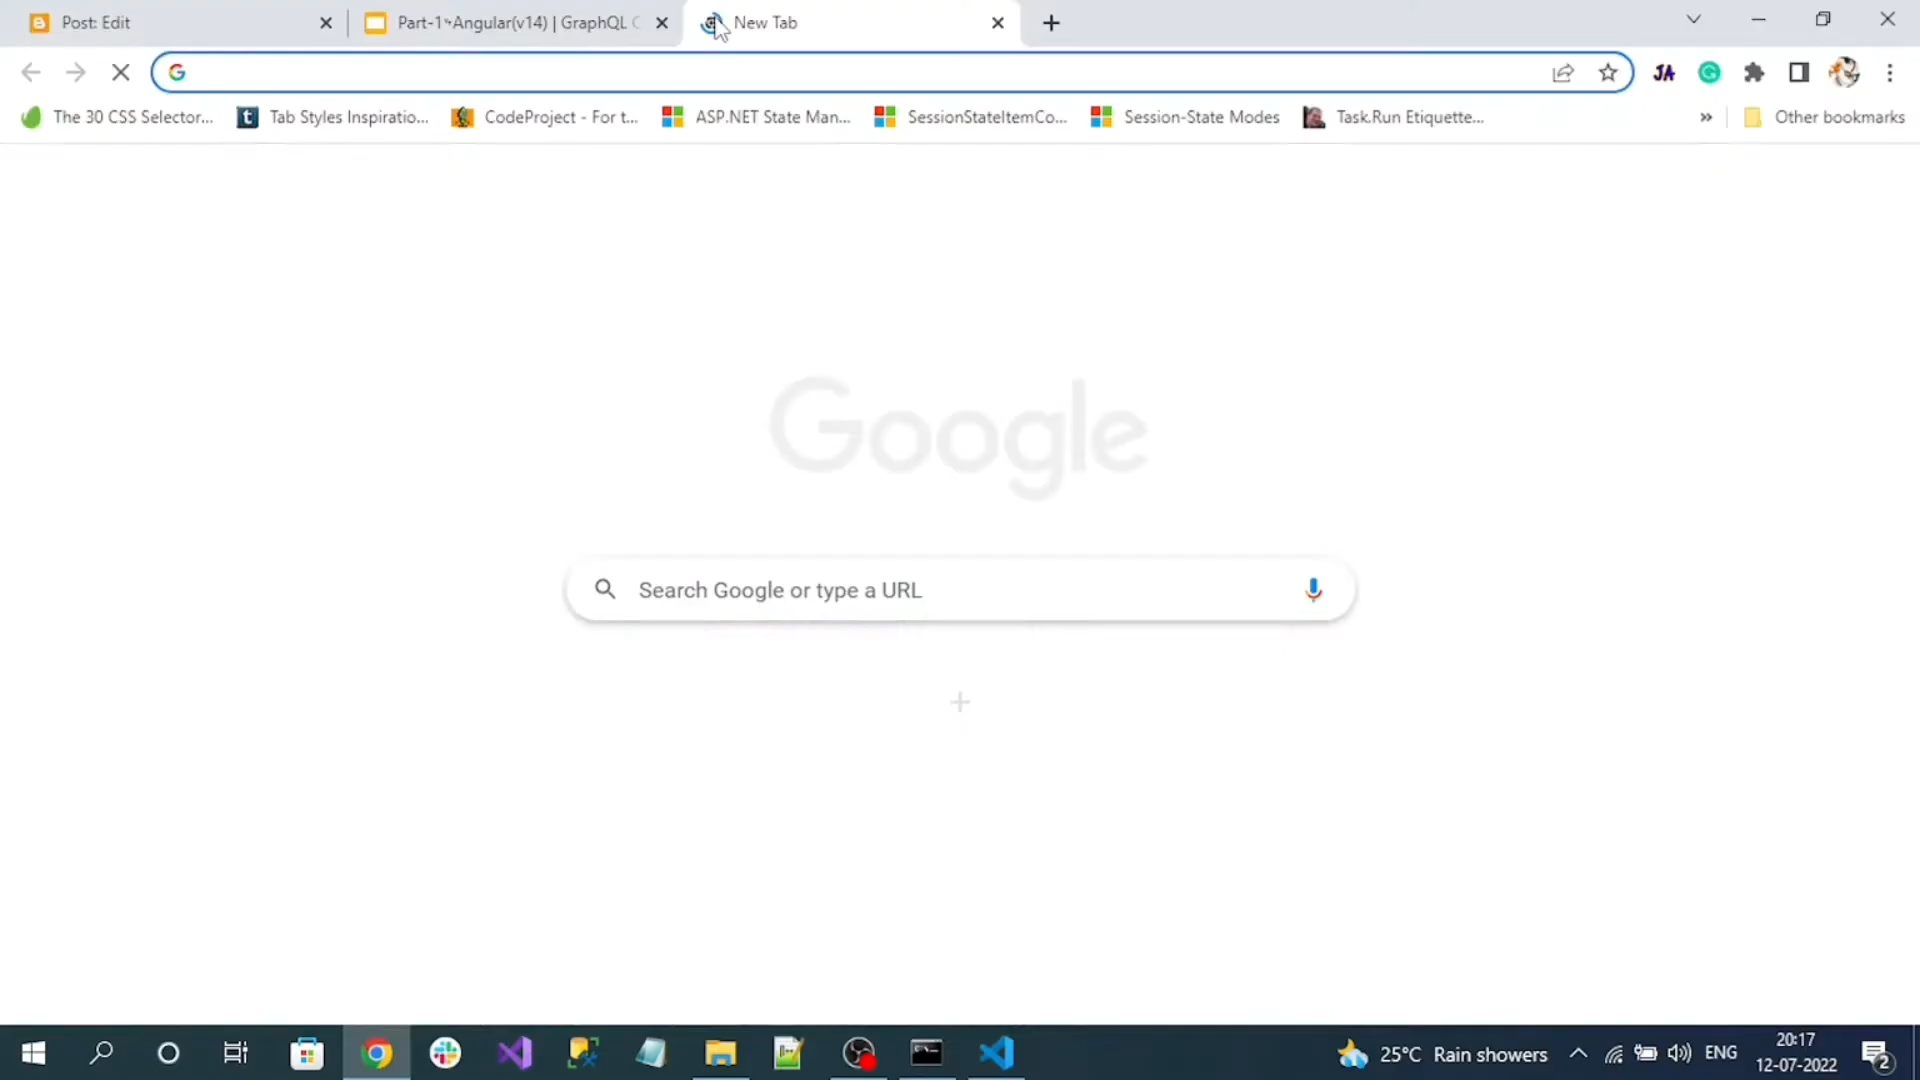 Post: Edit
Part-1 Angular(v14) | GraphQL
New Tab
The 30 CSS Selector...
Tab Styles Inspiratio...
CodeProject - For t...
ASP.NET State Man...
SessionStateItemCo...
Session-State Modes
Task.Run Etiquette...
»
Other bookmarks
Google
Search Google or type a URL
25°C Rain showers
ENG
20:17
12-07-2022
2